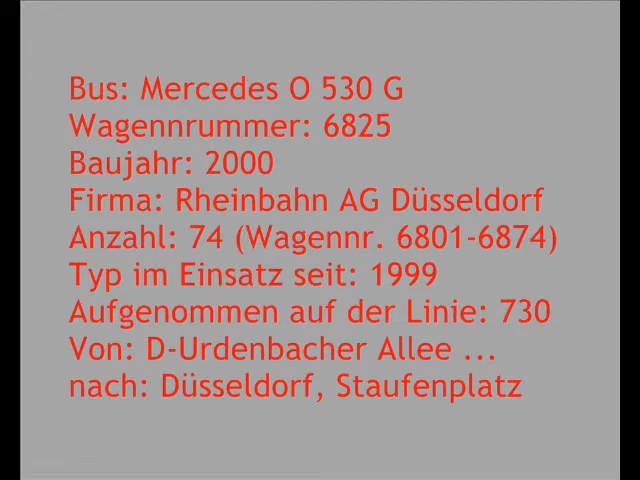 Bus: Mercedes O 530 G
Wagennrummer: 6825
Baujahr: 2000
Firma: Rheinbahn AG Düsseldorf
Anzahl: 74 (Wagennr. 6801-6874)
Typ im Einsatz seit: 1999
Aufgenommen auf der Linie: 730
Von: D-Urdenbacher Allee ...
nach: Düsseldorf, Staufenplatz